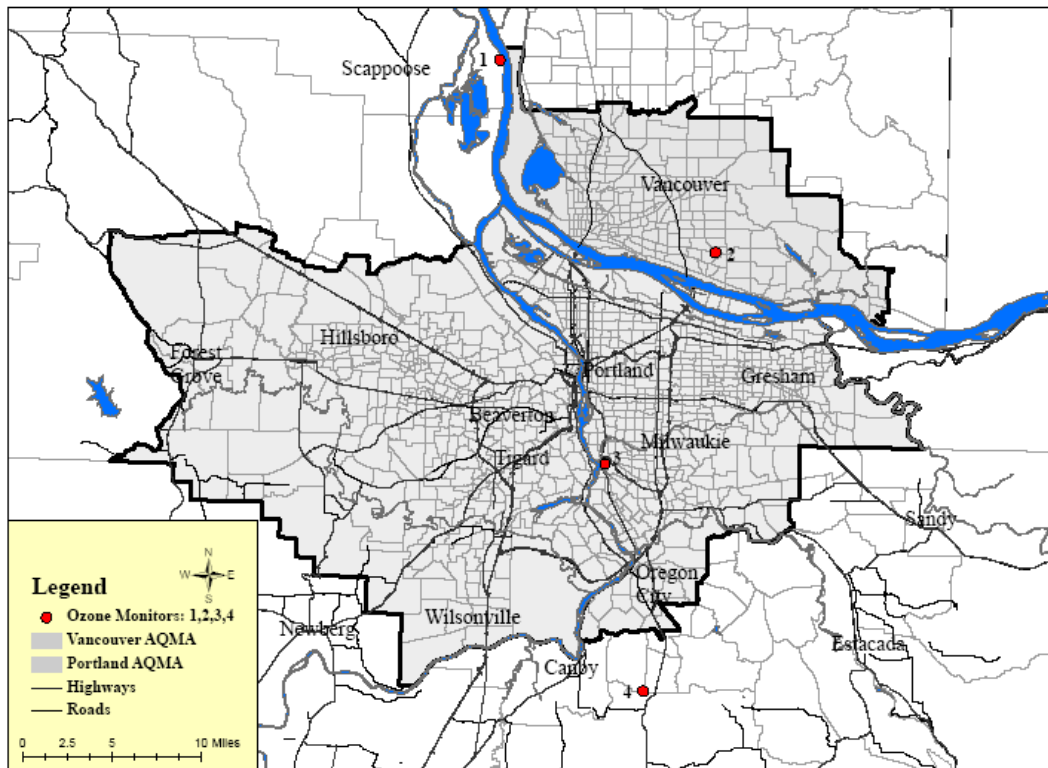 1
Scappoose
Vancouver
2
Hillsboro
Forest
Grove
Portland
Gresham
Beaverton
Milwaukie
Tigard
3
Sandy
Oregon
City
Wilsonville
Newberg
Estacada
Canby
4
N
W E
S
Legend
Ozone Monitors: 1,2,3,4
Vancouver AQMA
Portland AQMA
Highways
Roads
0 2.5 5 10 Miles